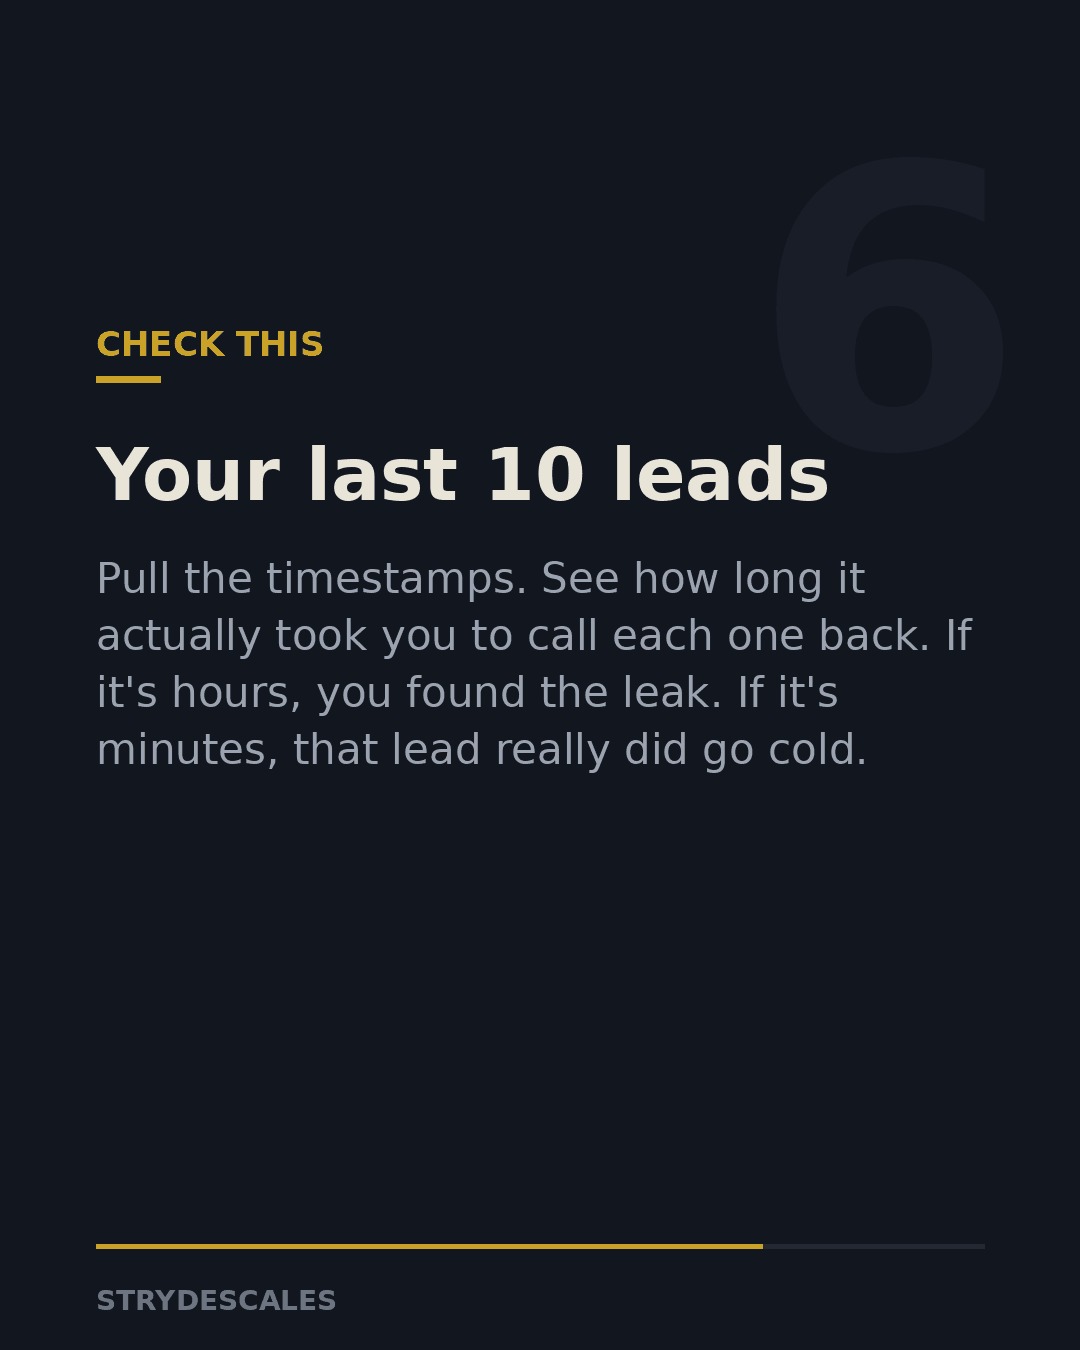 6
CHECK THIS
Your last 10 leads
Pull the timestamps. See how long it
actually took you to call each one back. If
it's hours, you found the leak. If it's
minutes, that lead really did go cold.
STRYDESCALES